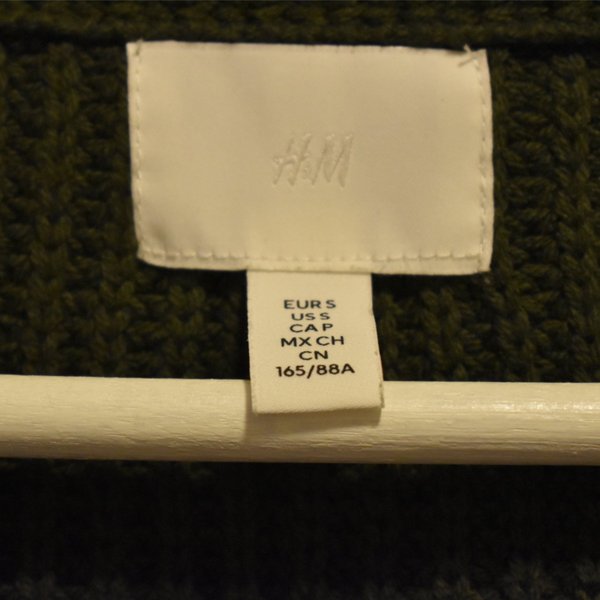 H&M
EUR S
US S
CA P
MX CH
CN
165/88A